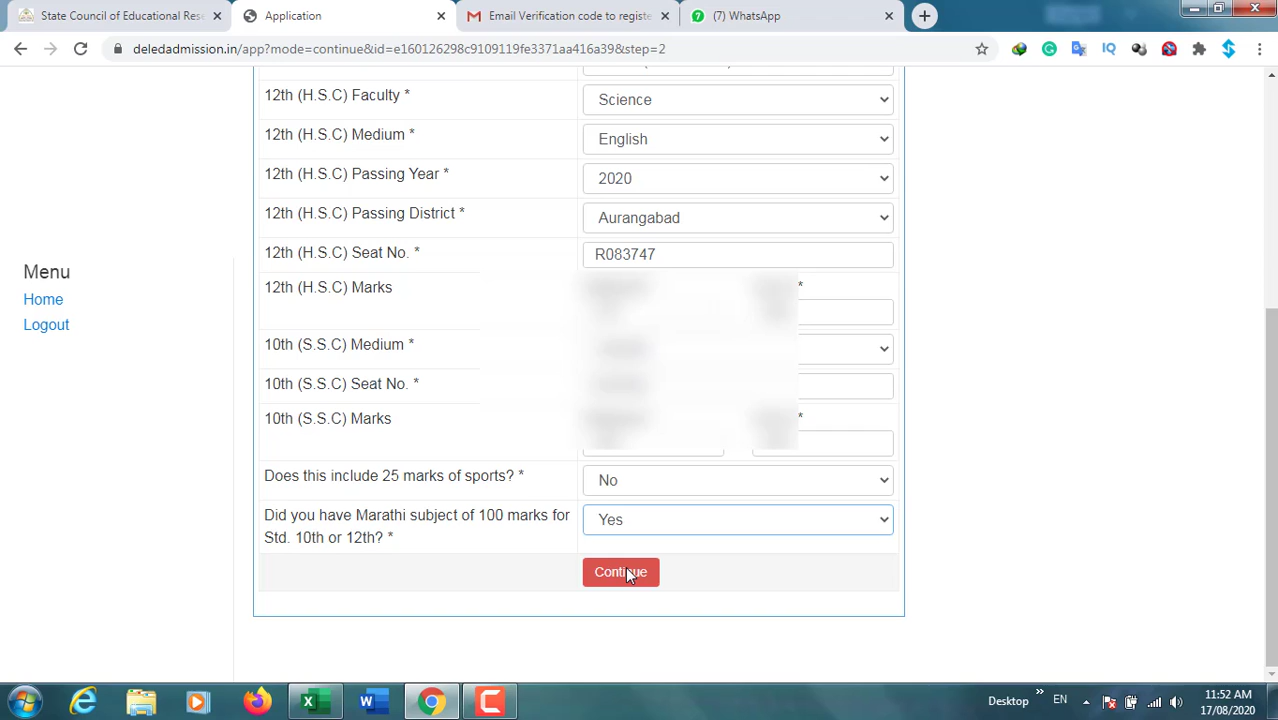 State Council of Educational Rese
Application
Email Verification code to registe
(7) WhatsApp
deledadmission.in/app?mode=continue&id=e160126298C9109119fe3371aa416a39&step=2
Menu
Home
Logout
12th (H.S.C) Faculty *
Science
12th (H.S.C) Medium *
English
12th (H.S.C) Passing Year *
2020
12th (H.S.C) Passing District *
Aurangabad
12th (H.S.C) Seat No. *
R083747
12th (H.S.C) Marks
*
10th (S.S.C) Medium *
10th (S.S.C) Seat No. *
10th (S.S.C) Marks
*
Does this include 25 marks of sports? *
No
Did you have Marathi subject of 100 marks for
Std. 10th or 12th? *
Yes
Continue
Desktop
EN
11:52 AM
17/08/2020